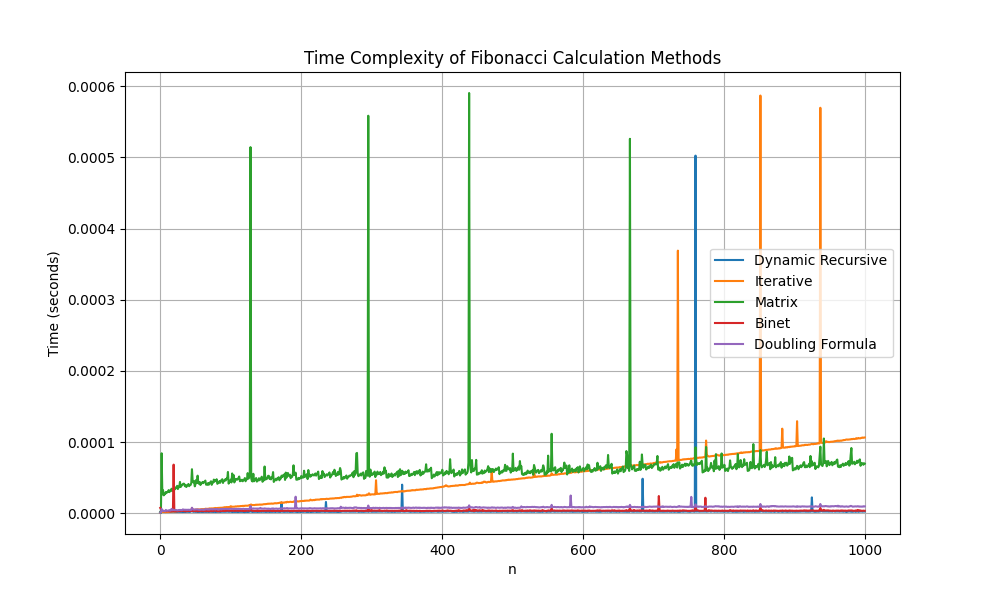 Time Complexity of Fibonacci Calculation Methods
0.0006
0.0005
0.0004
0.0003
0.0002
0.0001
0.0000
Time (seconds)
Dynamic Recursive
Iterative
Matrix
Binet
Doubling Formula
0 200 400 600 800 1000
n